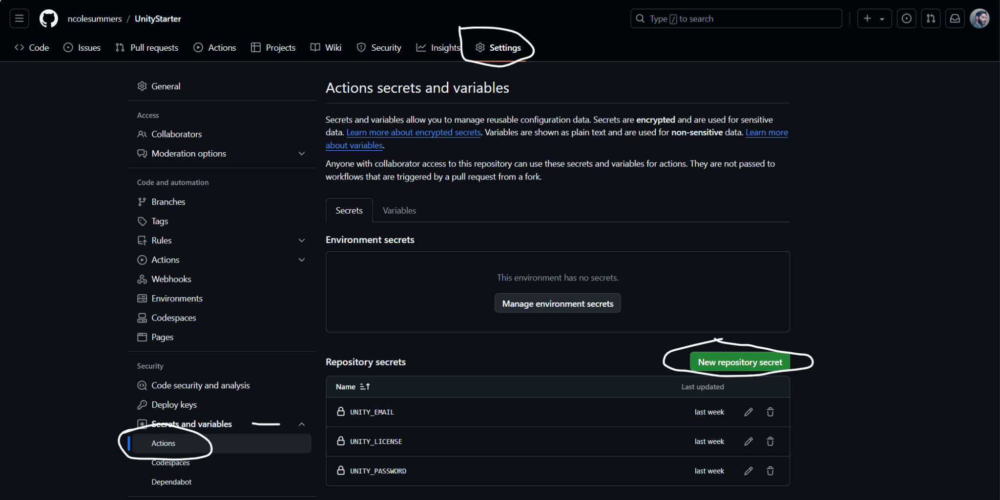 ncolesummers / UnityStarter
Type / to search
Code Issues Pull requests Actions Projects Wiki Security Insights Settings
General
Access
Collaborators
Moderation options
Code and automation
Branches
Tags
Rules
Actions
Webhooks
Environments
Codespaces
Pages
Security
Code security and analysis
Deploy keys
Secrets and variables
Actions
Codespaces
Dependabot
Actions secrets and variables
Secrets and variables allow you to manage reusable configuration data. Secrets are encrypted and are used for sensitive
data. Learn more about encrypted secrets. Variables are shown as plain text and are used for non-sensitive data. Learn more
about variables.
Anyone with collaborator access to this repository can use these secrets and variables for actions. They are not passed to
workflows that are triggered by a pull request from a fork.
Secrets Variables
Environment secrets
This environment has no secrets.
Manage environment secrets
Repository secrets New repository secret
Name Last updated
UNITY_EMAIL last week
UNITY_LICENSE last week
UNITY_PASSWORD last week